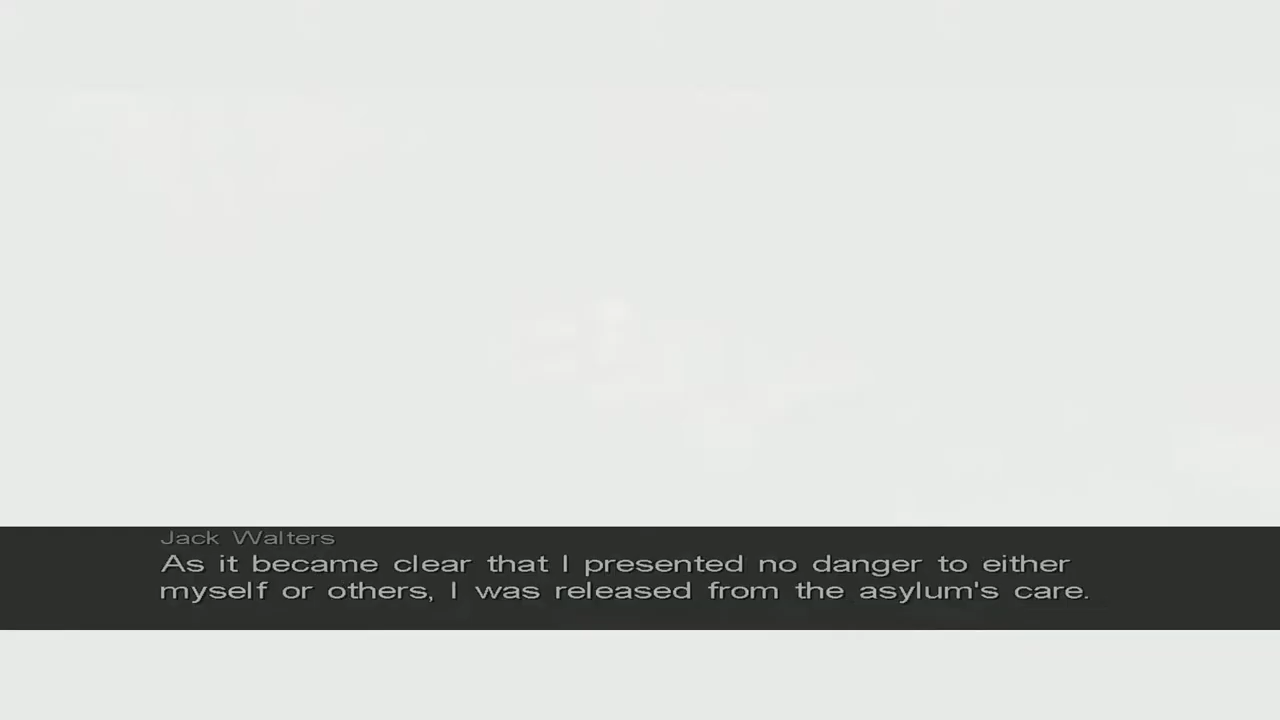 Jack Walters
As it became clear that I presented no danger to either
myself or others, I was released from the asylum's care.